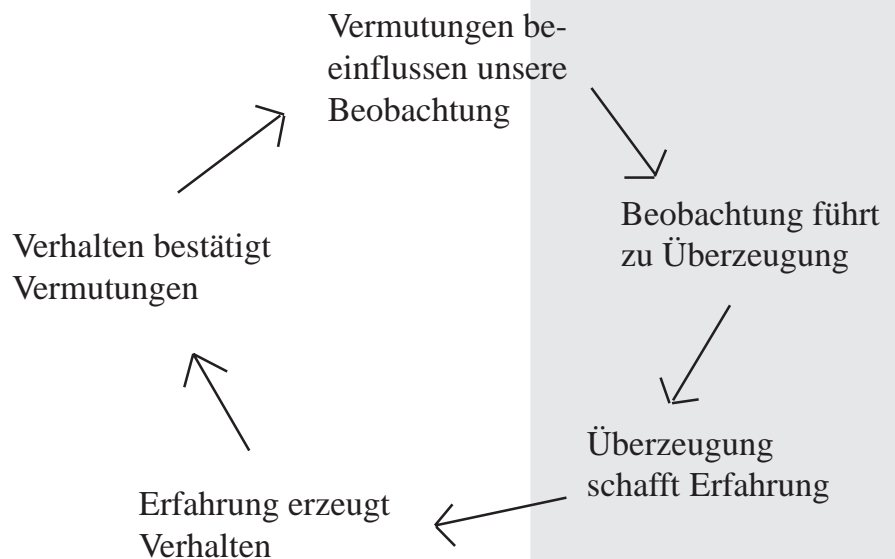 Vermutungen be-
einflussen unsere
Beobachtung
Beobachtung führt
zu Überzeugung
Überzeugung
schafft Erfahrung
Erfahrung erzeugt
Verhalten
Verhalten bestätigt
Vermutungen